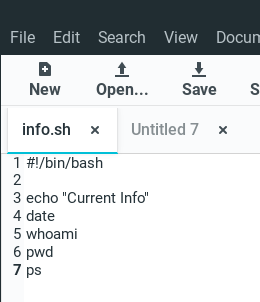 File Edit Search View Docum
New Open... Save S
info.sh × Untitled 7 ×
1 #!/bin/bash
2
3 echo "Current Info"
4 date
5 whoami
6 pwd
7 ps